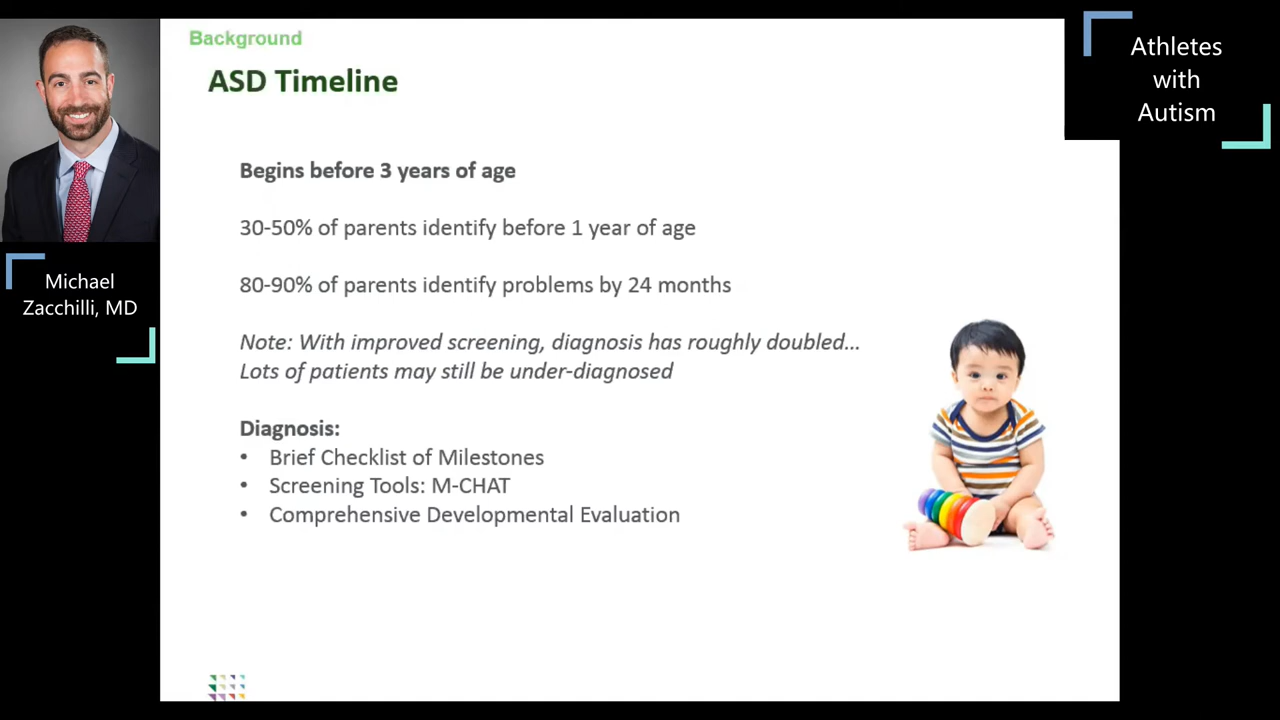 Background
ASD Timeline
Begins before 3 years of age
30-50% of parents identify before 1 year of age
80-90% of parents identify problems by 24 months
Note: With improved screening, diagnosis has roughly doubled...
Lots of patients may still be under-diagnosed
Diagnosis:
• Brief Checklist of Milestones
• Screening Tools: M-CHAT
• Comprehensive Developmental Evaluation
Michael
Zacchilli, MD
Athletes
with
Autism